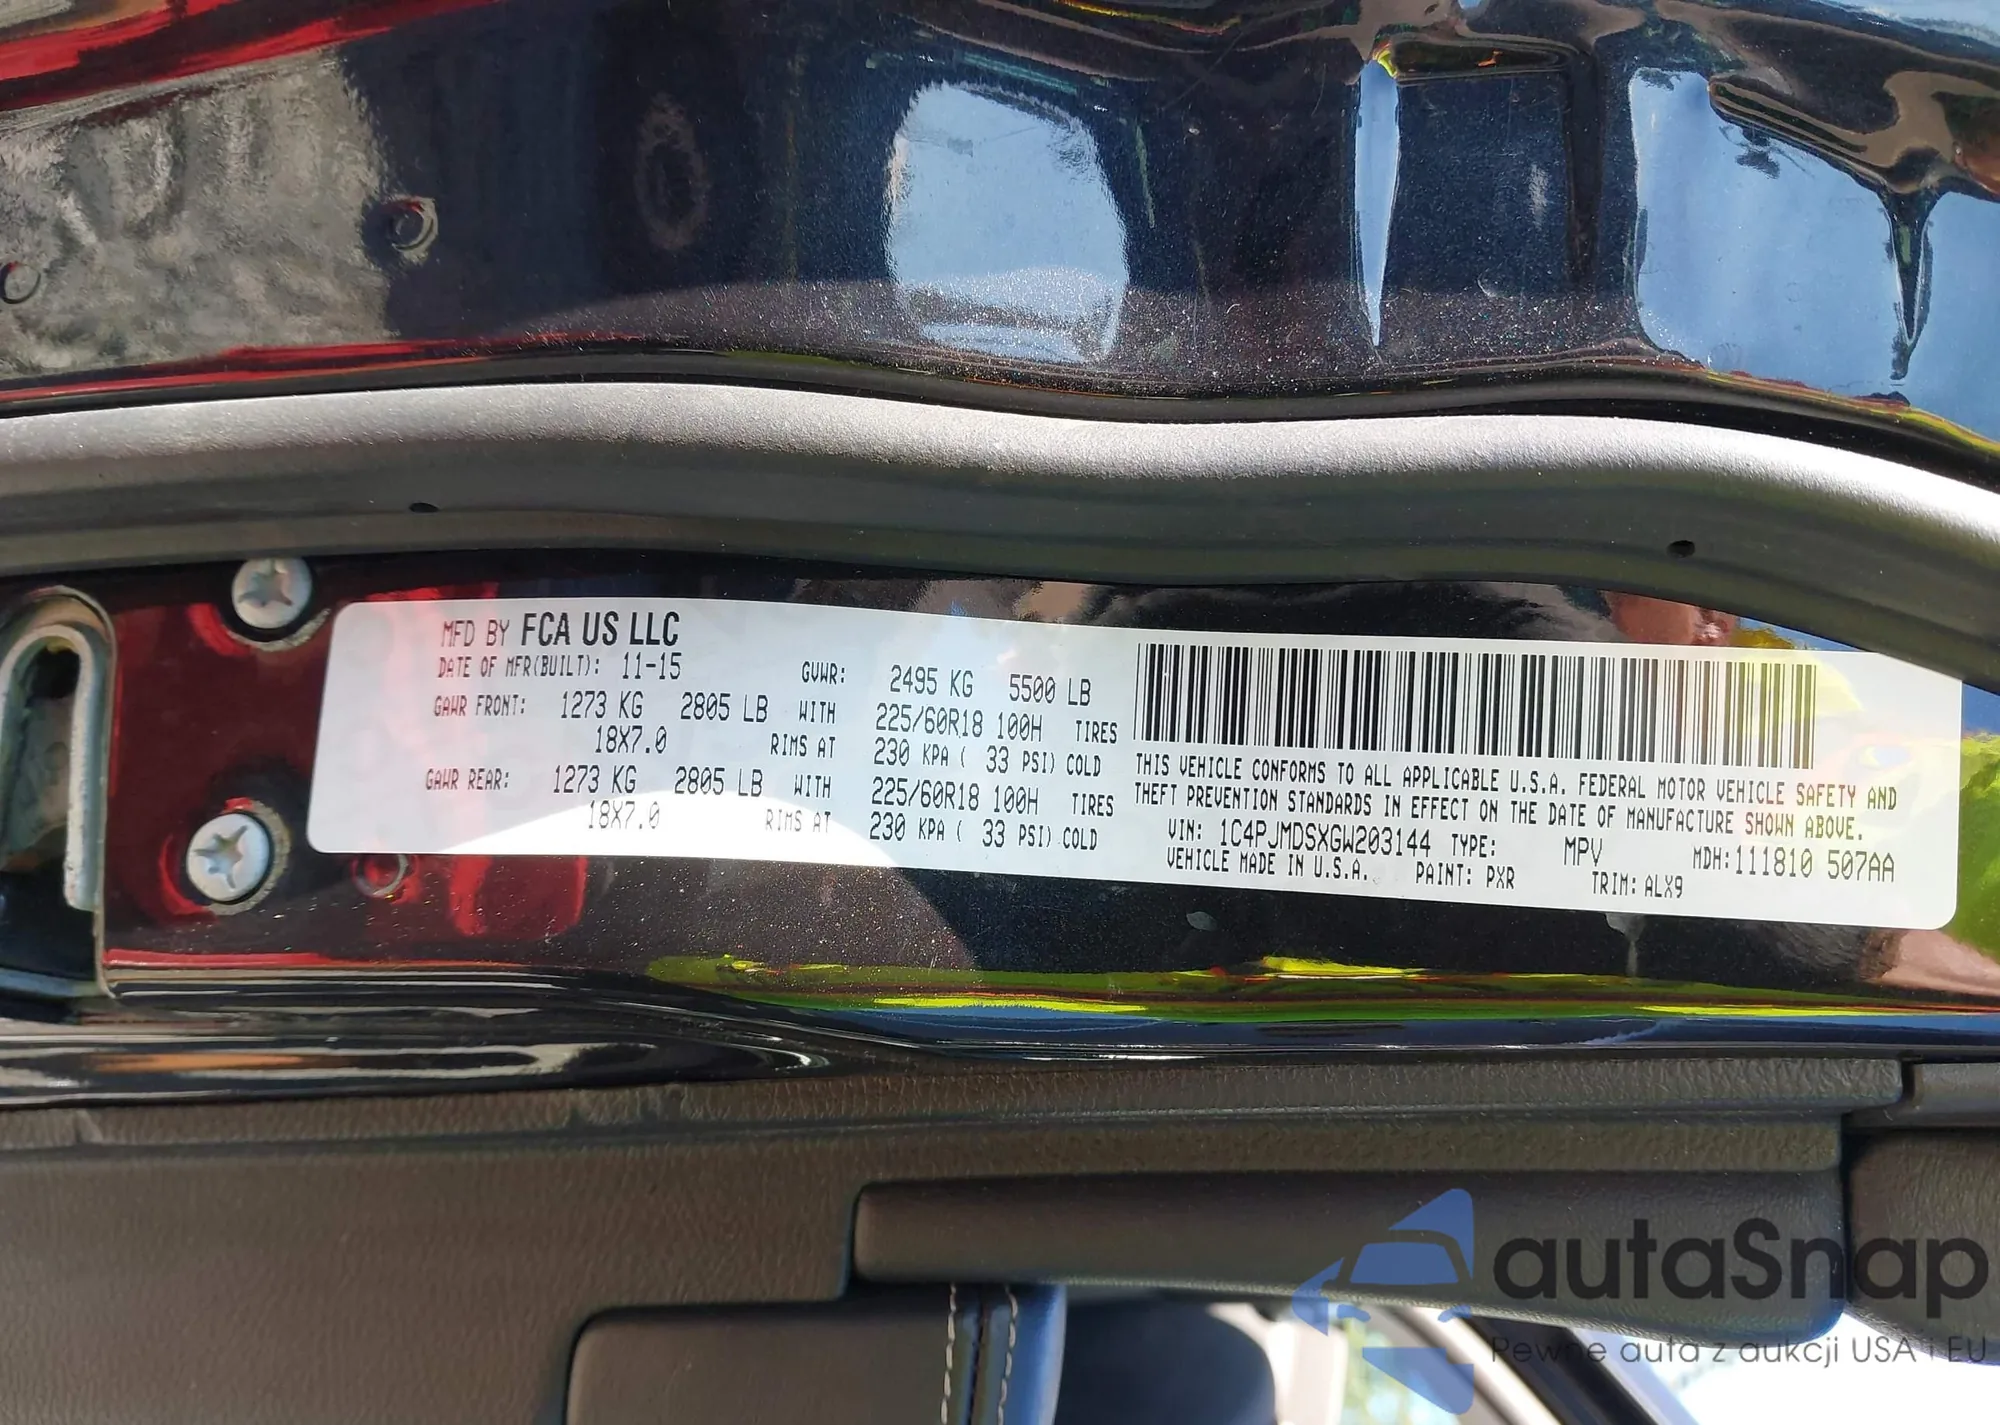 MFD BY FCA US LLC
DATE OF MFR(BUILT): 11-15 GVWR: 2495 KG 5500 LB
GAWR FRONT: 1273 KG 2805 LB WITH 225/60R18 100H TIRES
18X7.0 RIMS AT 230 KPA ( 33 PSI) COLD
GAWR REAR: 1273 KG 2805 LB WITH 225/60R18 100H TIRES
18X7.0 RIMS AT 230 KPA ( 33 PSI) COLD
THIS VEHICLE CONFORMS TO ALL APPLICABLE U.S.A. FEDERAL MOTOR VEHICLE SAFETY AND
THEFT PREVENTION STANDARDS IN EFFECT ON THE DATE OF MANUFACTURE SHOWN ABOVE.
VIN: 1C4PJMDSXGW203144 TYPE: MPV MDH: 111810 507AA
VEHICLE MADE IN U.S.A. PAINT: PXR TRIM: ALX9
autaSnap
Pewne auta z aukcji USA i EU